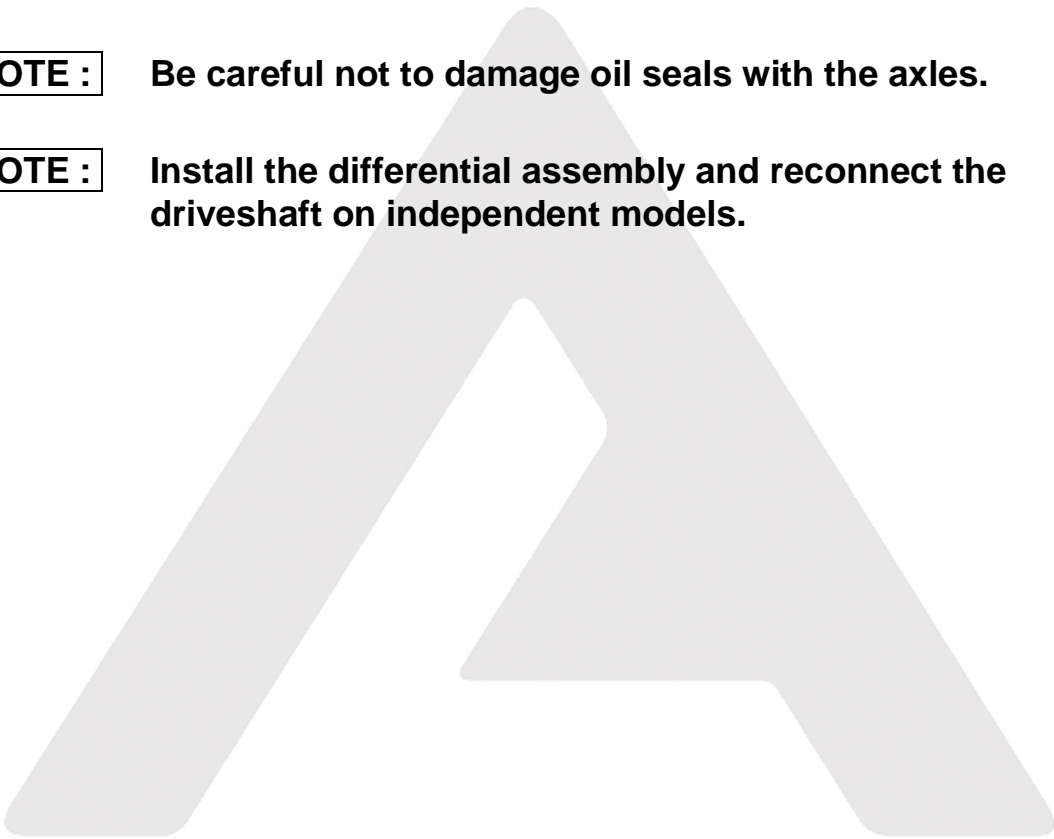 OTE : Be careful not to damage oil seals with the axles.
OTE : Install the differential assembly and reconnect the
driveshaft on independent models.